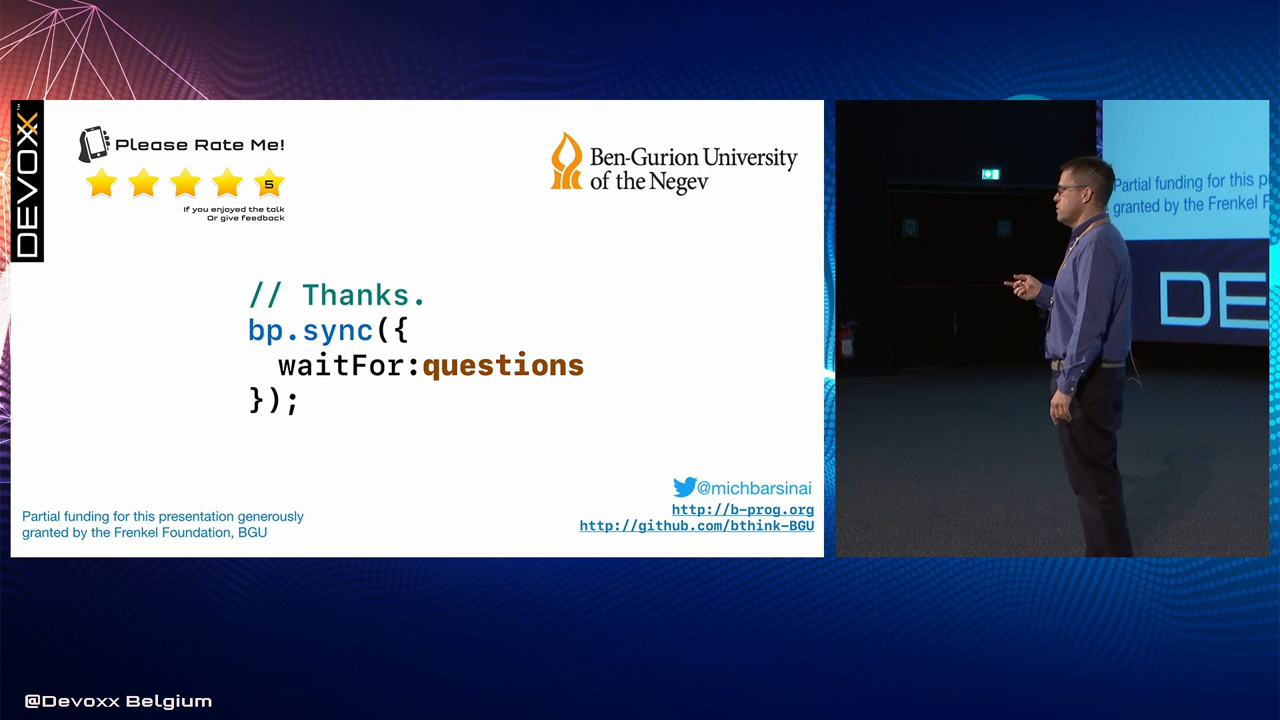 DEVOXX™
Please Rate Me!
5
If you enjoyed the talk
Or give feedback
Ben-Gurion University
of the Negev
// Thanks.
bp.sync({
waitFor:questions
});
@michbarsinai
http://b-prog.org
http://github.com/bthink-BGU
Partial funding for this presentation generously
granted by the Frenkel Foundation, BGU
Partial funding for this p
granted by the Frenkel F
DE
@Devoxx Belgium